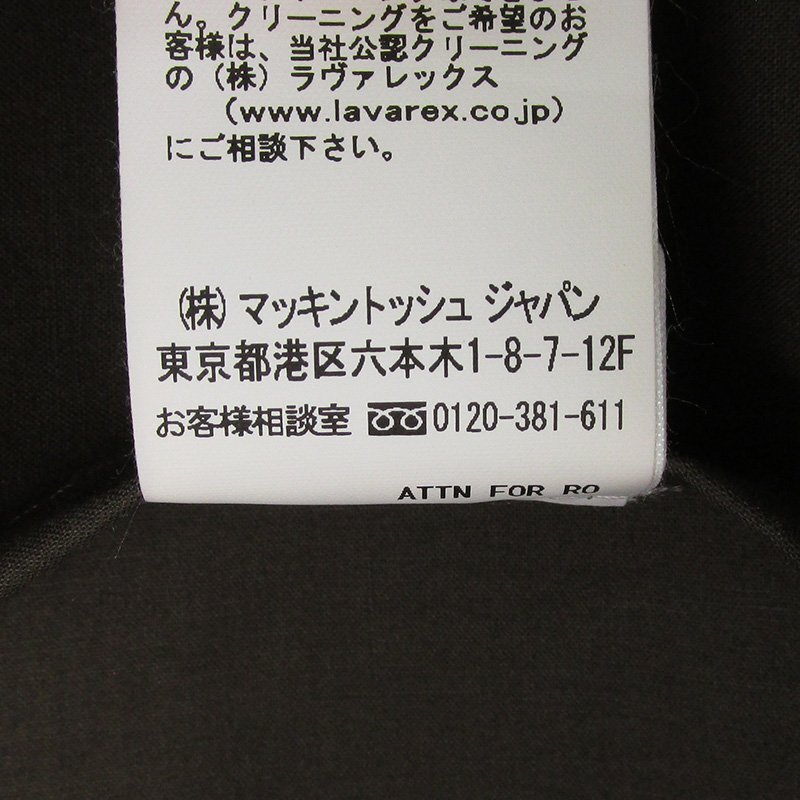 ん。クリーニングをご希望のお
客様は、当社公認クリーニング
の（株）ラヴァレックス
（www.lavarex.co.jp）
にご相談下さい。
(株) マッキントッシュ ジャパン
東京都港区六本木1-8-7-12F
お客様相談室 0120-381-611
ATTN FOR RO